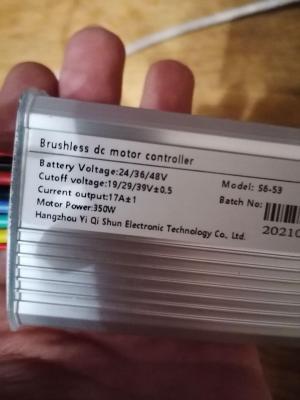 Brushless dc motor controller
Battery Voltage:24/36/48V
Cutoff voltage:19/29/39V±0.5
Current output:17A±1
Motor Power:350W
Hangzhou Yi Qi Shun Electronic Technology Co., Ltd.
Model: S6-53
Batch No: